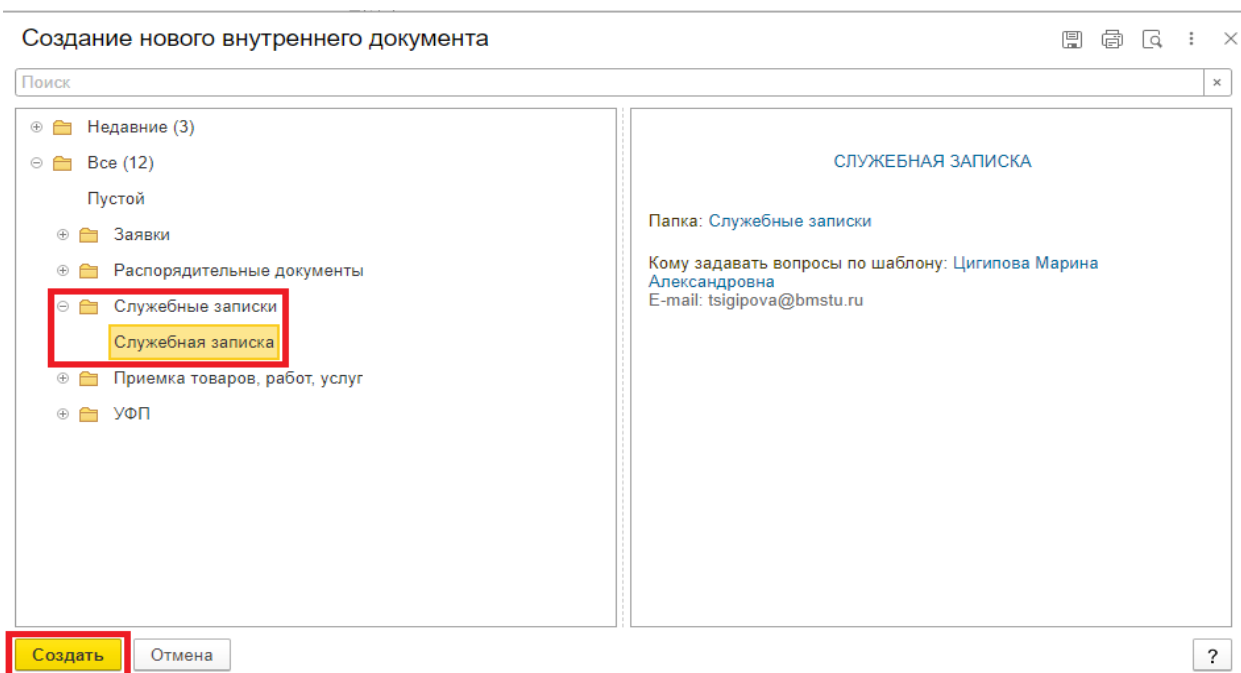 Создание нового внутреннего документа
Поиск
Недавние (3)
Все (12)
Пустой
Заявки
Распорядительные документы
Служебные записки
Служебная записка
Приемка товаров, работ, услуг
УФП
СЛУЖЕБНАЯ ЗАПИСКА
Папка: Служебные записки
Кому задавать вопросы по шаблону: Цигипова Марина
Александровна
E-mail: tsigipova@bmstu.ru
Создать
Отмена
?